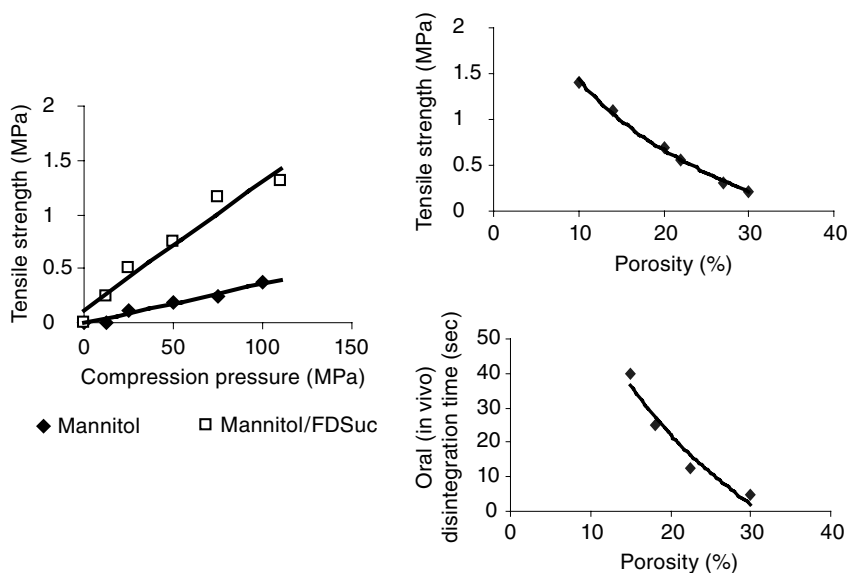 Tensile strength (MPa)
2
1.5
1
0.5
0
0 50 100 150
Compression pressure (MPa)
Mannitol Mannitol/FDSuc
Tensile strength (MPa)
2
1.5
1
0.5
0
0 10 20 30 40
Porosity (%)
Oral (in vivo)
disintegration time (sec)
50
40
30
20
10
0
0 10 20 30 40
Porosity (%)